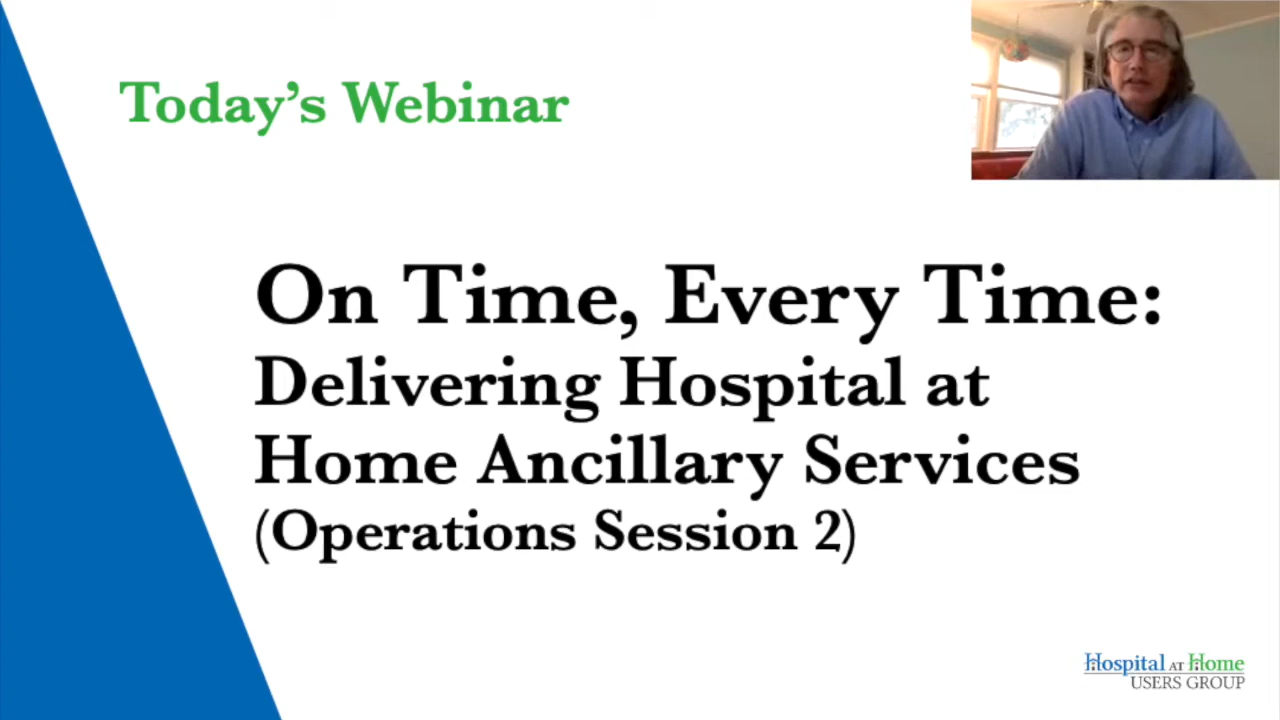 Today's Webinar
On Time, Every Time:
Delivering Hospital at
Home Ancillary Services
(Operations Session 2)
Hospital AT Home
USERS GROUP